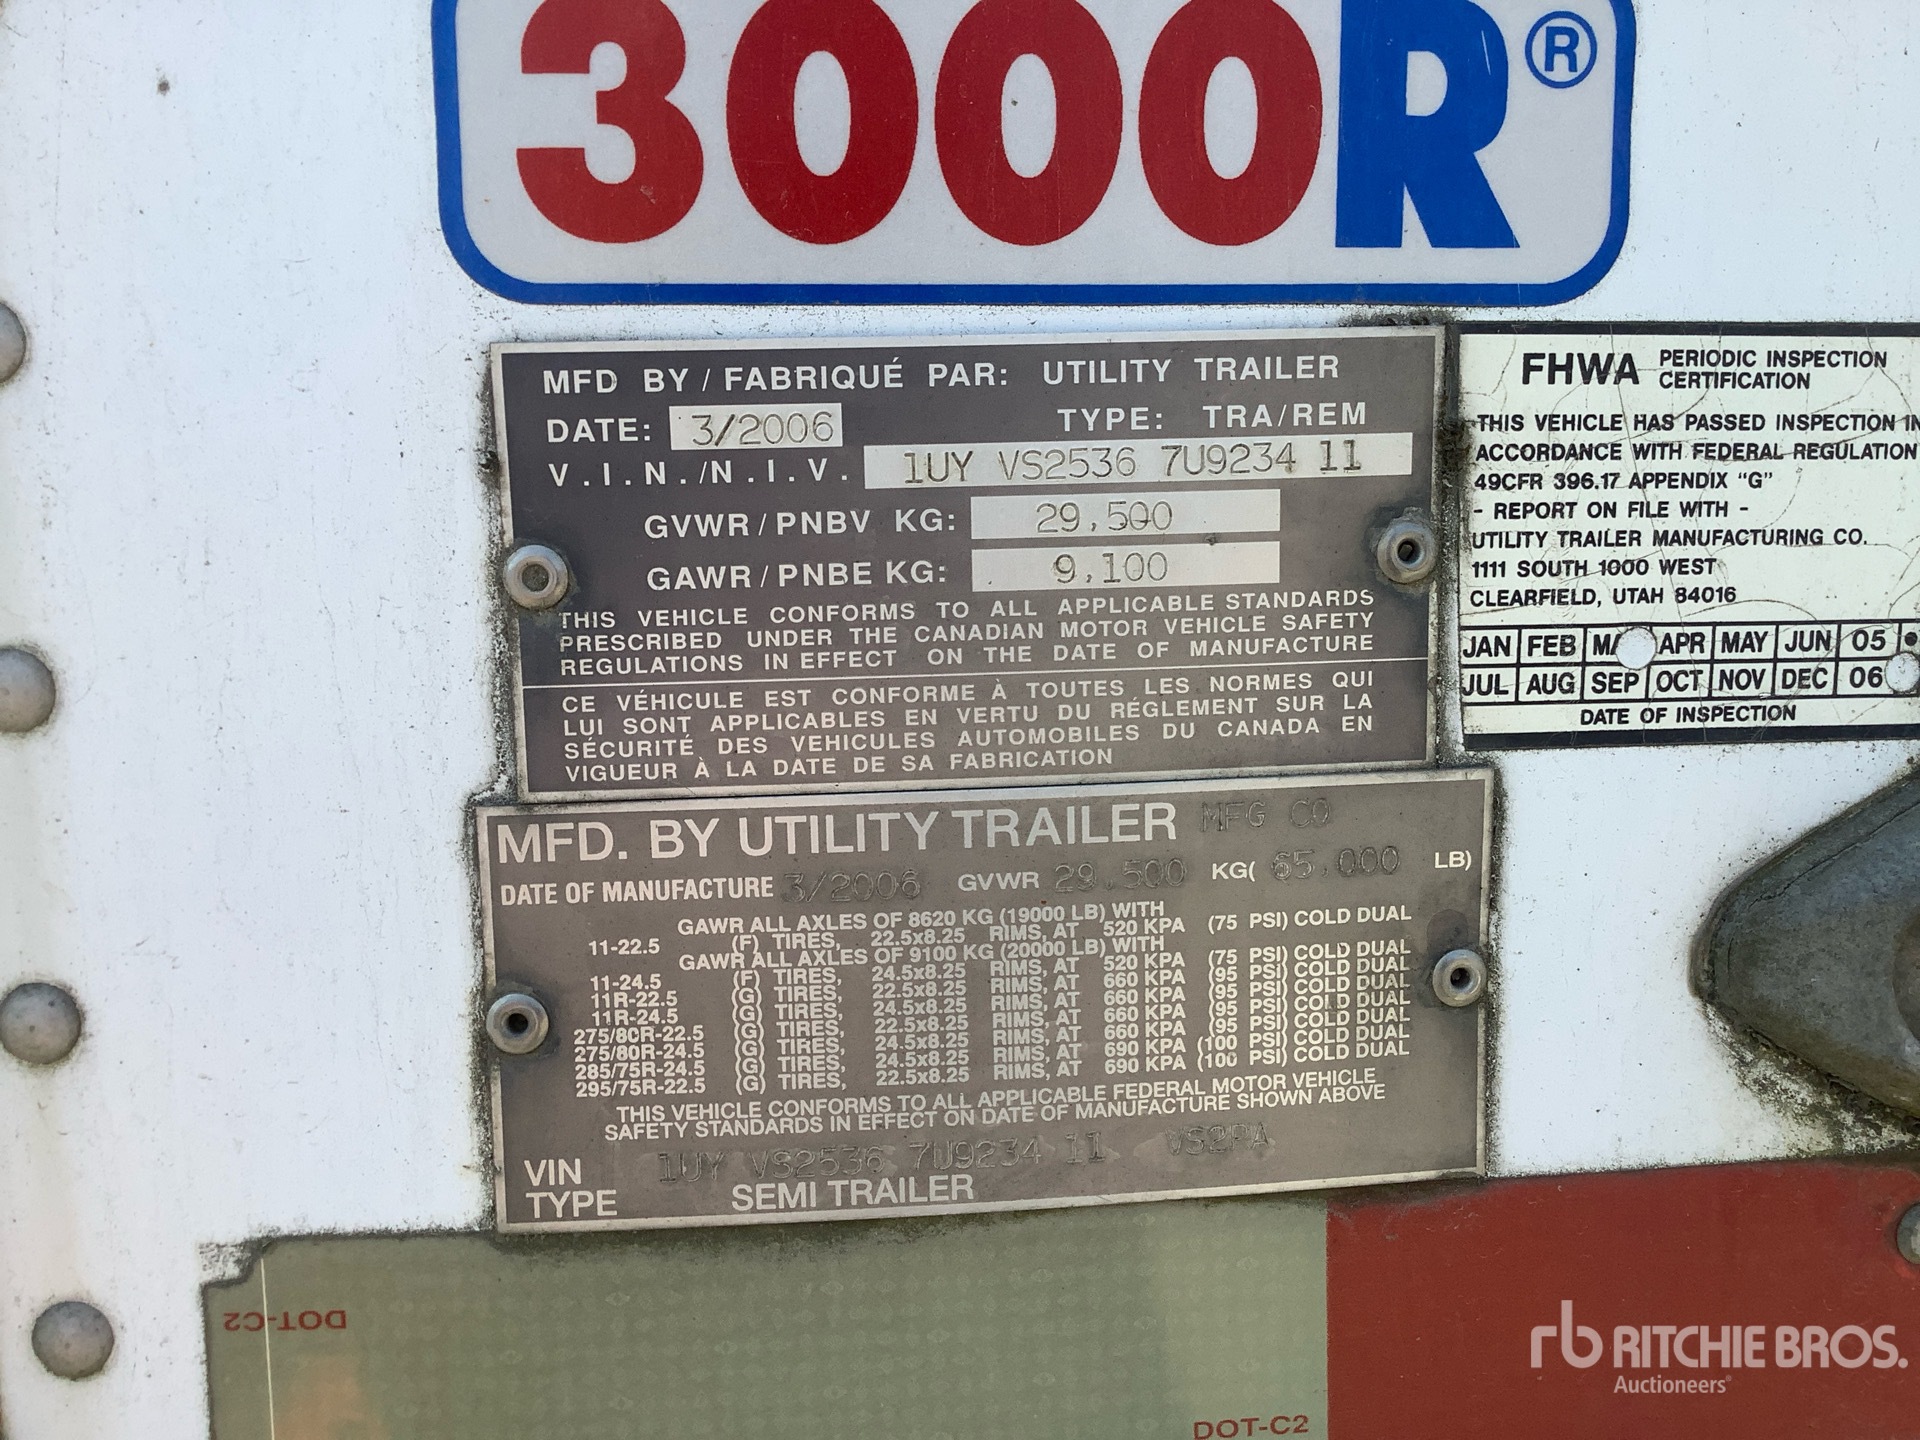 3000R®
MFD BY / FABRIQUÉ PAR: UTILITY TRAILER
DATE: 3/2006 TYPE: TRA/REM
V.I.N./N.I.V. 1UY VS2536 7U9234 11
GVWR / PNBV KG: 29,500
GAWR / PNBE KG: 9,100
THIS VEHICLE CONFORMS TO ALL APPLICABLE STANDARDS
PRESCRIBED UNDER THE CANADIAN MOTOR VEHICLE SAFETY
REGULATIONS IN EFFECT ON THE DATE OF MANUFACTURE
CE VÉHICULE EST CONFORME À TOUTES LES NORMES QUI
LUI SONT APPLICABLES EN VERTU DU RÉGLEMENT SUR LA
SÉCURITÉ DES VEHICULES AUTOMOBILES DU CANADA EN
VIGUEUR À LA DATE DE SA FABRICATION
FHWA PERIODIC INSPECTION
CERTIFICATION
THIS VEHICLE HAS PASSED INSPECTION IN
ACCORDANCE WITH FEDERAL REGULATION
49CFR 396.17 APPENDIX "G"
- REPORT ON FILE WITH -
UTILITY TRAILER MANUFACTURING CO.
1111 SOUTH 1000 WEST
CLEARFIELD, UTAH 84016
JAN FEB APR MAY JUN 05
JUL AUG SEP OCT NOV DEC 06
DATE OF INSPECTION
MFD. BY UTILITY TRAILER MFG CO
DATE OF MANUFACTURE 3/2006 GVWR 29,500 KG( 65,000 LB)
GAWR ALL AXLES OF 8620 KG (19000 LB) WITH
11-22.5 (F) TIRES, 22.5x8.25 RIMS, AT 520 KPA (75 PSI) COLD DUAL
GAWR ALL AXLES OF 9100 KG (20000 LB) WITH
11-24.5 (F) TIRES, 24.5x8.25 RIMS, AT 520 KPA (75 PSI) COLD DUAL
11R-22.5 (G) TIRES, 22.5x8.25 RIMS, AT 660 KPA (95 PSI) COLD DUAL
11R-24.5 (G) TIRES, 24.5x8.25 RIMS, AT 660 KPA (95 PSI) COLD DUAL
275/80R-22.5 (G) TIRES, 22.5x8.25 RIMS, AT 660 KPA (95 PSI) COLD DUAL
275/80R-24.5 (G) TIRES, 24.5x8.25 RIMS, AT 660 KPA (95 PSI) COLD DUAL
285/75R-24.5 (G) TIRES, 24.5x8.25 RIMS, AT 690 KPA (100 PSI) COLD DUAL
295/75R-22.5 (G) TIRES, 22.5x8.25 RIMS, AT 690 KPA (100 PSI) COLD DUAL
THIS VEHICLE CONFORMS TO ALL APPLICABLE FEDERAL MOTOR VEHICLE
SAFETY STANDARDS IN EFFECT ON DATE OF MANUFACTURE SHOWN ABOVE
VIN 1UY VS2536 7U9234 11 VS2PA
TYPE SEMI TRAILER
DOT-C2
DOT-C2
rb RITCHIE BROS.
Auctioneers